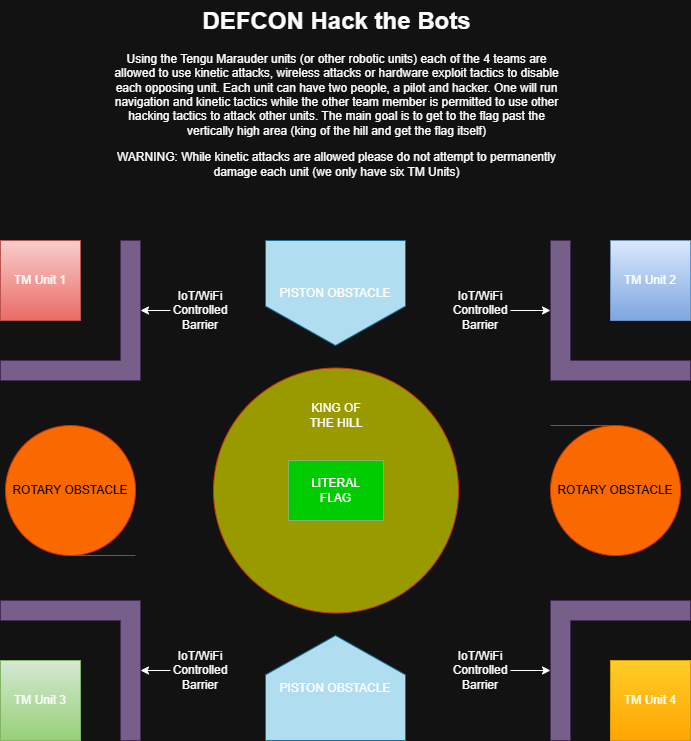 DEFCON Hack the Bots
Using the Tengu Marauder units (or other robotic units) each of the 4 teams are
allowed to use kinetic attacks, wireless attacks or hardware exploit tactics to disable
each opposing unit. Each unit can have two people, a pilot and hacker. One will run
navigation and kinetic tactics while the other team member is permitted to use other
hacking tactics to attack other units. The main goal is to get to the flag past the
vertically high area (king of the hill and get the flag itself)
WARNING: While kinetic attacks are allowed please do not attempt to permanently
damage each unit (we only have six TM Units)
TM Unit 1
IoT/WiFi
Controlled
Barrier
PISTON OBSTACLE
IoT/WiFi
Controlled
Barrier
TM Unit 2
KING OF
THE HILL
ROTARY OBSTACLE
LITERAL
FLAG
ROTARY OBSTACLE
TM Unit 3
IoT/WiFi
Controlled
Barrier
PISTON OBSTACLE
IoT/WiFi
Controlled
Barrier
TM Unit 4